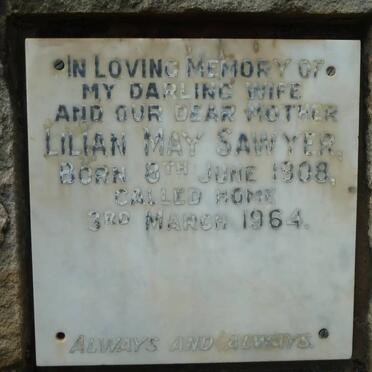 IN LOVING MEMORY OF
MY DARLING WIFE
AND OUR DEAR MOTHER
LILIAN MAY SAWYER,
BORN 8TH JUNE 1908,
CALLED HOME
3RD MARCH 1964.
ALWAYS AND ALWAYS.